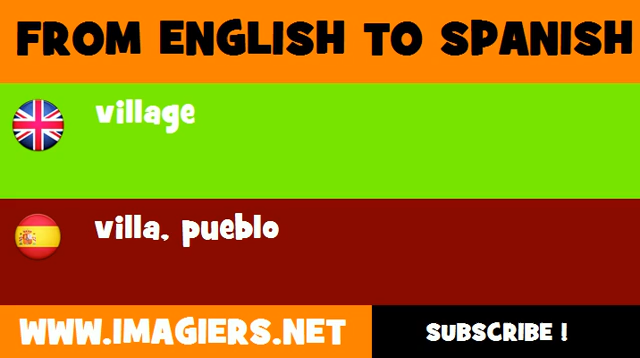 FROM ENGLISH TO SPANISH
village
villa, pueblo
WWW.IMAGIERS.NET
SUBSCRIBE !